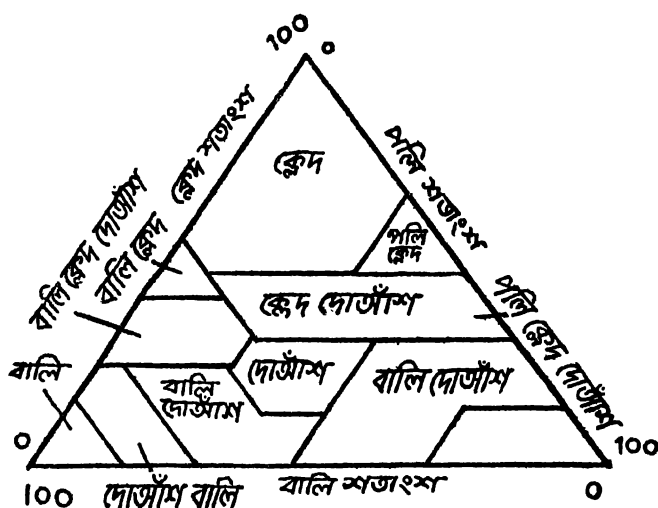 100
0
ক্লেদ শতাংশ
পলি শতাংশ
ক্লেদ
বালি ক্লেদ দোআঁশ
বালি ক্লেদ
পলি
ক্লেদ
ক্লেদ দোআঁশ
পলি ক্লেদ দোআঁশ
বালি
বালি
দোআঁশ
দোআঁশ
বালি দোআঁশ
0
100
100
দোআঁশ বালি
বালি শতাংশ
0